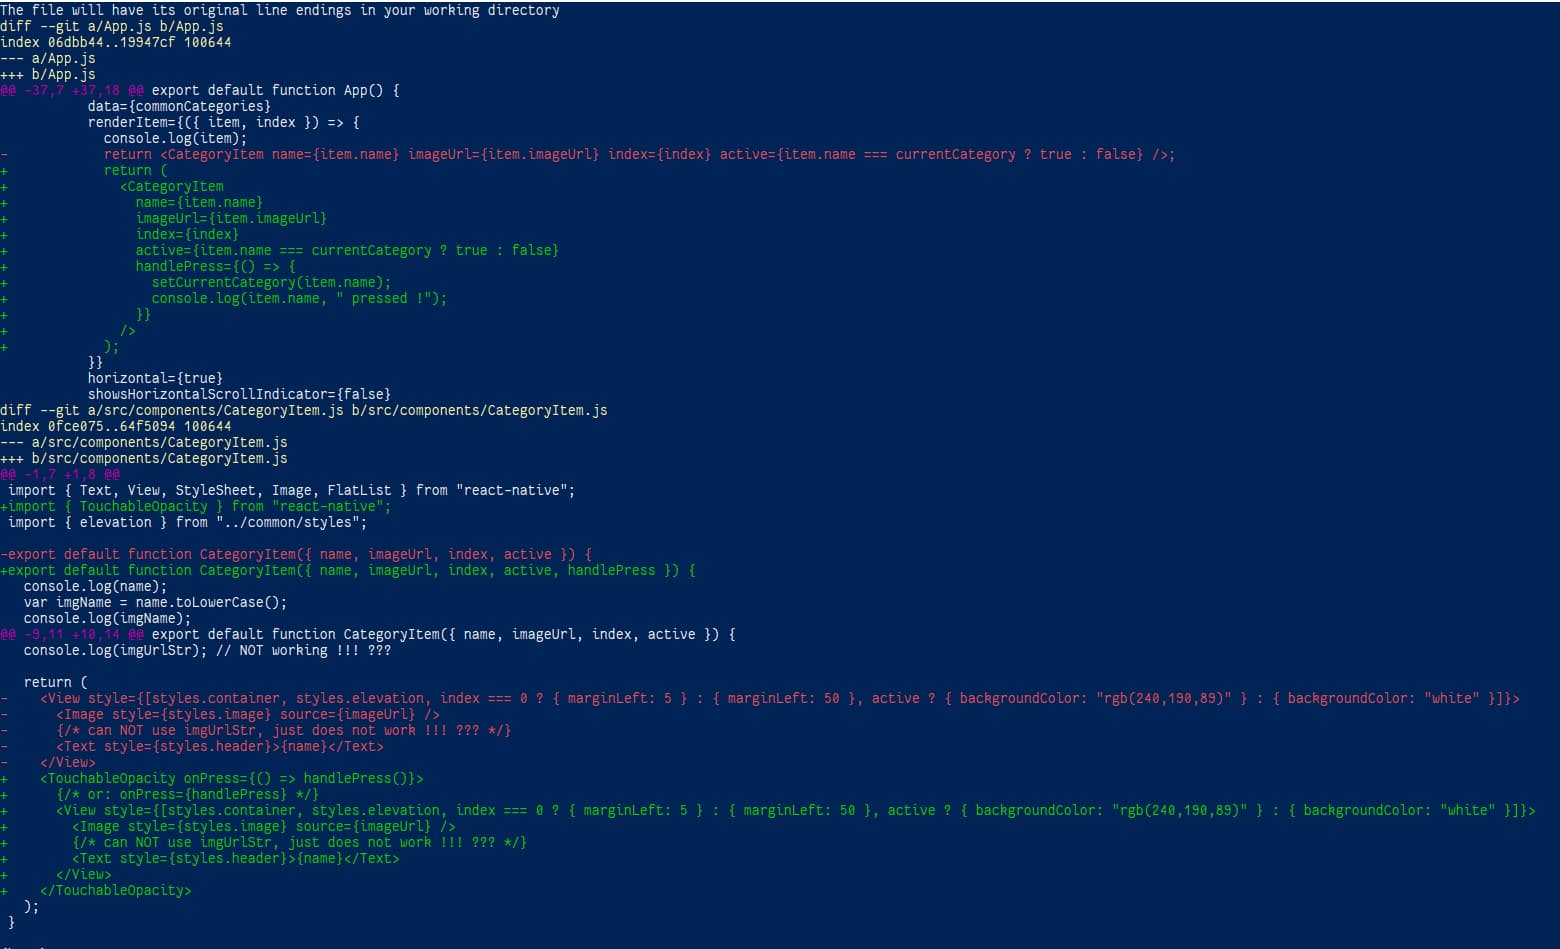 The file will have its original line endings in your working directory
diff --git a/App.js b/App.js
index 06dbb44..19947cf 100644
--- a/App.js
+++ b/App.js
@@ -37,7 +37,18 @@ export default function App() {
           data={commonCategories}
           renderItem={({ item, index }) => {
             console.log(item);
-            return <CategoryItem name={item.name} imageUrl={item.imageUrl} index={index} active={item.name === currentCategory ? true : false} />;
+            return (
+              <CategoryItem
+                name={item.name}
+                imageUrl={item.imageUrl}
+                index={index}
+                active={item.name === currentCategory ? true : false}
+                handlePress={() => {
+                  setCurrentCategory(item.name);
+                  console.log(item.name, " pressed !");
+                }}
+              />
+            );
           }}
           horizontal={true}
           showsHorizontalScrollIndicator={false}
diff --git a/src/components/CategoryItem.js b/src/components/CategoryItem.js
index 0fce075..64f5094 100644
--- a/src/components/CategoryItem.js
+++ b/src/components/CategoryItem.js
@@ -1,7 +1,8 @@
 import { Text, View, StyleSheet, Image, FlatList } from "react-native";
+import { TouchableOpacity } from "react-native";
 import { elevation } from "../common/styles";

-export default function CategoryItem({ name, imageUrl, index, active }) {
+export default function CategoryItem({ name, imageUrl, index, active, handlePress }) {
   console.log(name);
   var imgName = name.toLowerCase();
   console.log(imgName);
@@ -9,11 +10,14 @@ export default function CategoryItem({ name, imageUrl, index, active }) {
   console.log(imgUrlStr); // NOT working !!! ???

   return (
-    <View style={[styles.container, styles.elevation, index === 0 ? { marginLeft: 5 } : { marginLeft: 50 }, active ? { backgroundColor: "rgb(240,190,89)" } : { backgroundColor: "white" }]}>
-      <Image style={styles.image} source={imageUrl} />
-      {/* can NOT use imgUrlStr, just does not work !!! ??? */}
-      <Text style={styles.header}>{name}</Text>
-    </View>
+    <TouchableOpacity onPress={() => handlePress()}>
+      {/* or: onPress={handlePress} */}
+      <View style={[styles.container, styles.elevation, index === 0 ? { marginLeft: 5 } : { marginLeft: 50 }, active ? { backgroundColor: "rgb(240,190,89)" } : { backgroundColor: "white" }]}>
+        <Image style={styles.image} source={imageUrl} />
+        {/* can NOT use imgUrlStr, just does not work !!! ??? */}
+        <Text style={styles.header}>{name}</Text>
+      </View>
+    </TouchableOpacity>
   );
 }